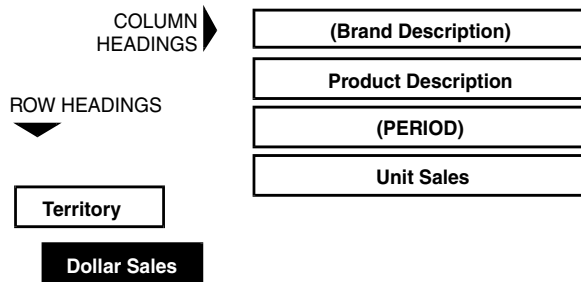 COLUMN
HEADINGS
(Brand Description)
Product Description
(PERIOD)
Unit Sales
ROW HEADINGS
Territory
Dollar Sales